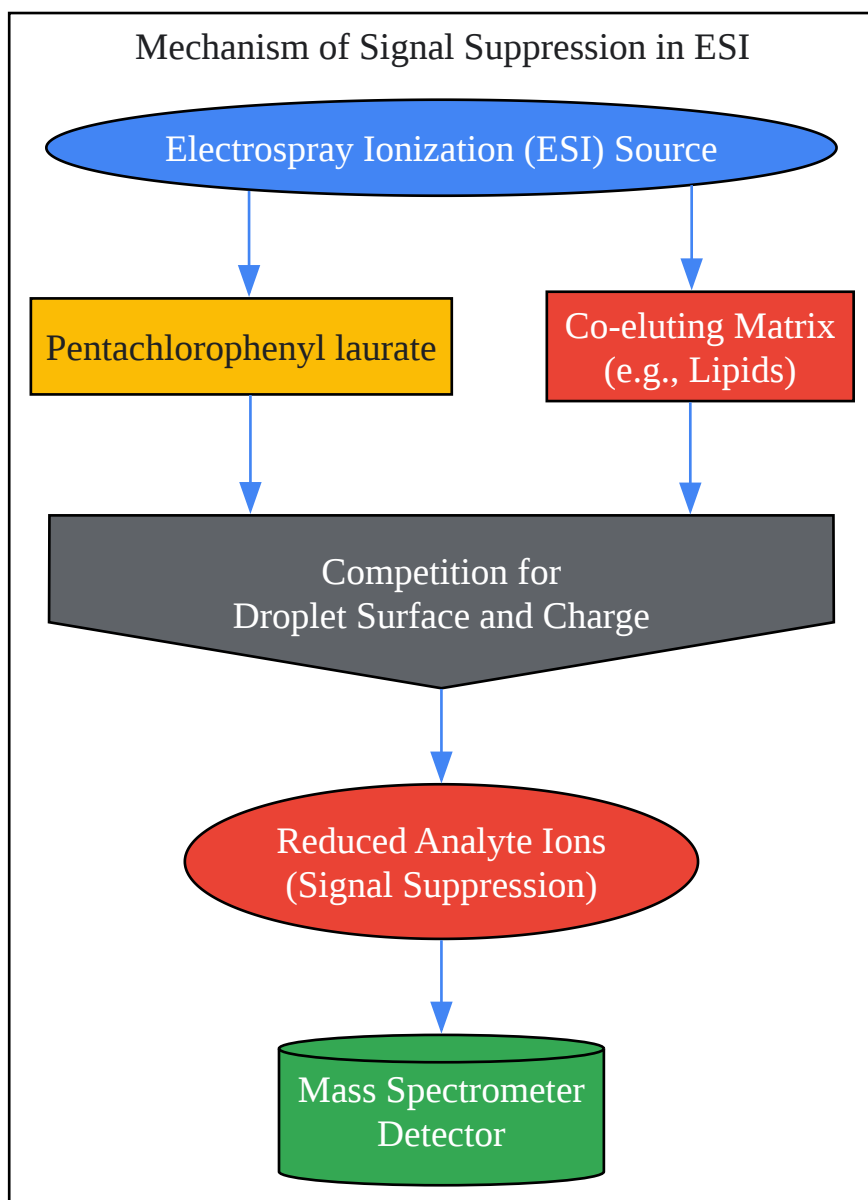 Mechanism of Signal Suppression in ESI
Electrospray Ionization (ESI) Source
Pentachlorophenyl laurate
Co-eluting Matrix
(e.g., Lipids)
Competition for
Droplet Surface and Charge
Reduced Analyte Ions
(Signal Suppression)
Mass Spectrometer
Detector